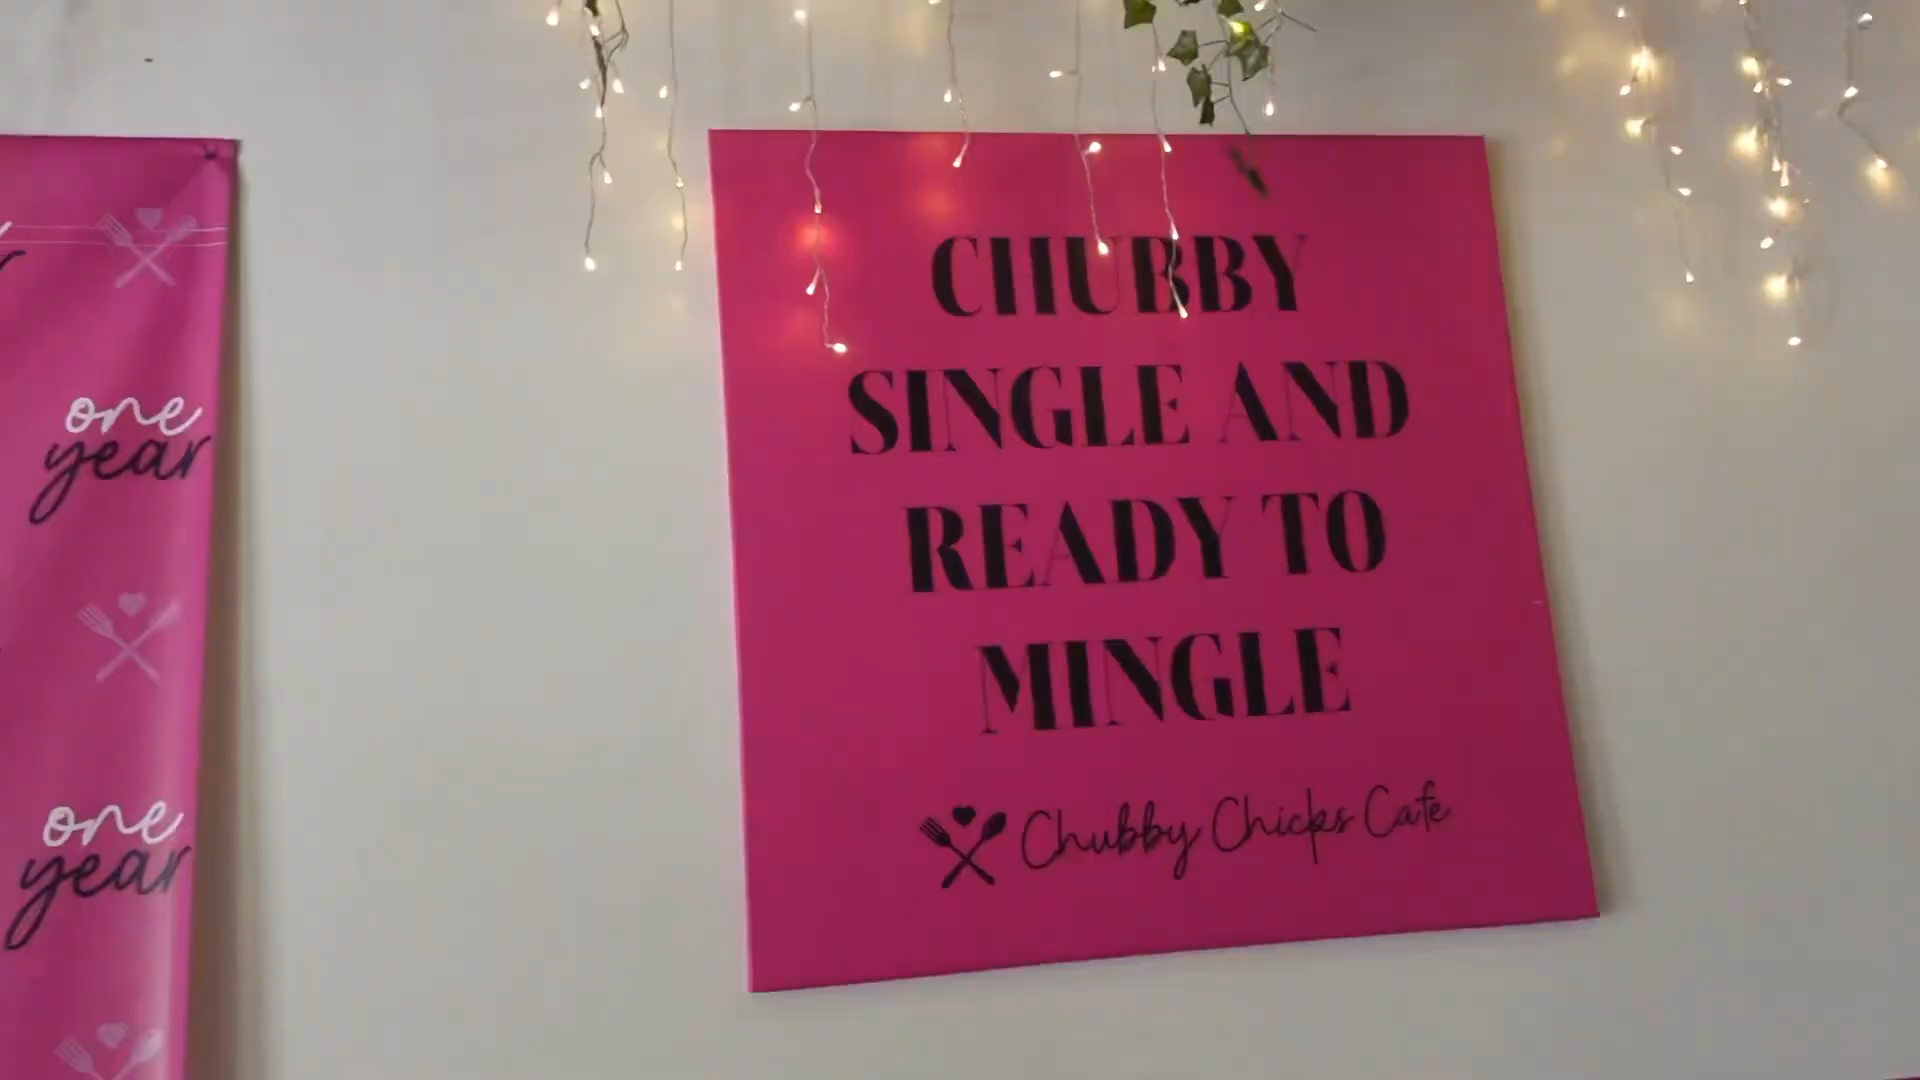 one
year
one
year
CHUBBY
SINGLE AND
READY TO
MINGLE
Chubby Chicks Cafe